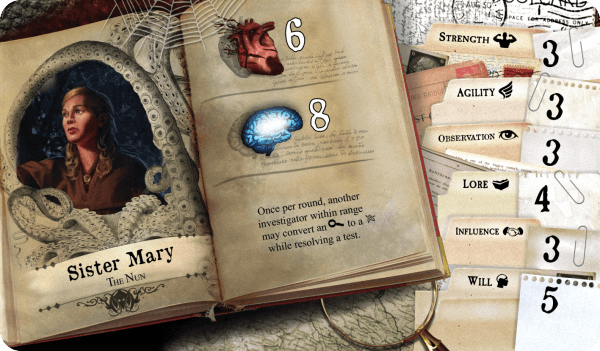 6
8
Once per round, another
investigator within range
may convert an to a
while resolving a test.
Sister Mary
The Nun
Strength 3
Agility 3
Observation 3
Lore 4
Influence 3
Will 5